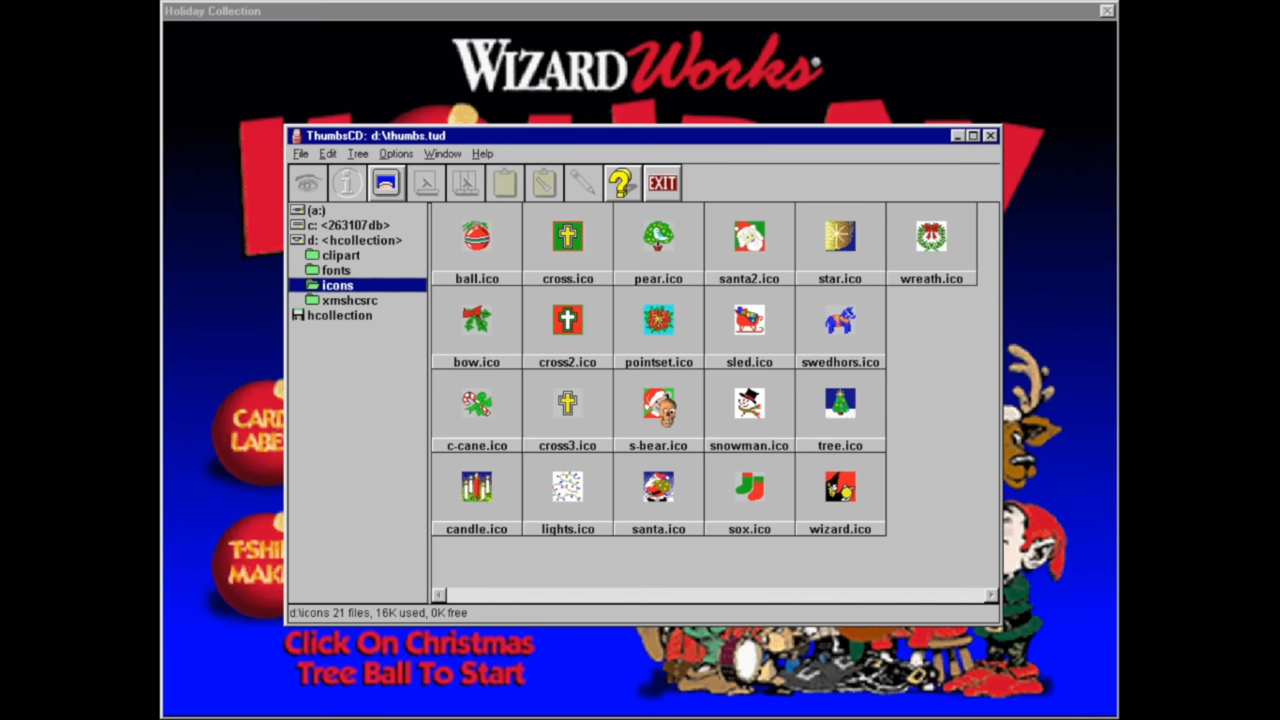 Holiday Collection
WIZARD Works®
ThumbsCD: d:\thumbs.tud
File Edit Tree Options Window Help
EXIT
(a:)
c: <263107db>
d: <hcollection>
clipart
fonts
icons
xmshcsrc
hcollection
ball.ico cross.ico pear.ico santa2.ico star.ico wreath.ico
bow.ico cross2.ico pointset.ico sled.ico swedhors.ico
c-cane.ico cross3.ico s-bear.ico snowman.ico tree.ico
candle.ico lights.ico santa.ico sox.ico wizard.ico
d:\icons 21 files, 16K used, 0K free
Click On Christmas
Tree Ball To Start